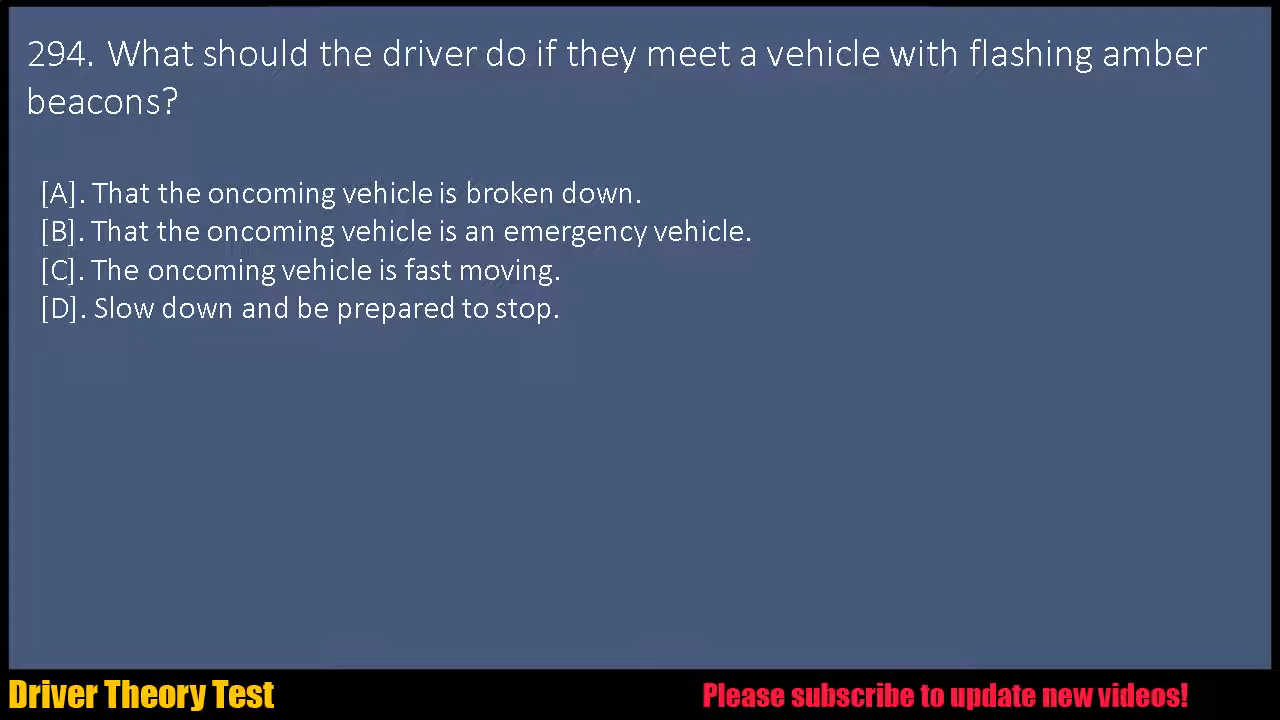 294. What should the driver do if they meet a vehicle with flashing amber
beacons?
[A]. That the oncoming vehicle is broken down.
[B]. That the oncoming vehicle is an emergency vehicle.
[C]. The oncoming vehicle is fast moving.
[D]. Slow down and be prepared to stop.
Driver Theory Test
Please subscribe to update new videos!